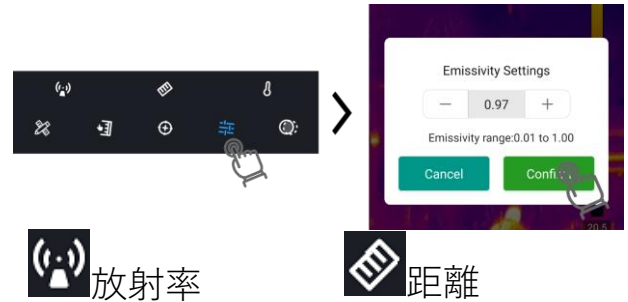 Emissivity Settings
− 0.97 +
Emissivity range:0.01 to 1.00
Cancel
20.5
放射率
距離